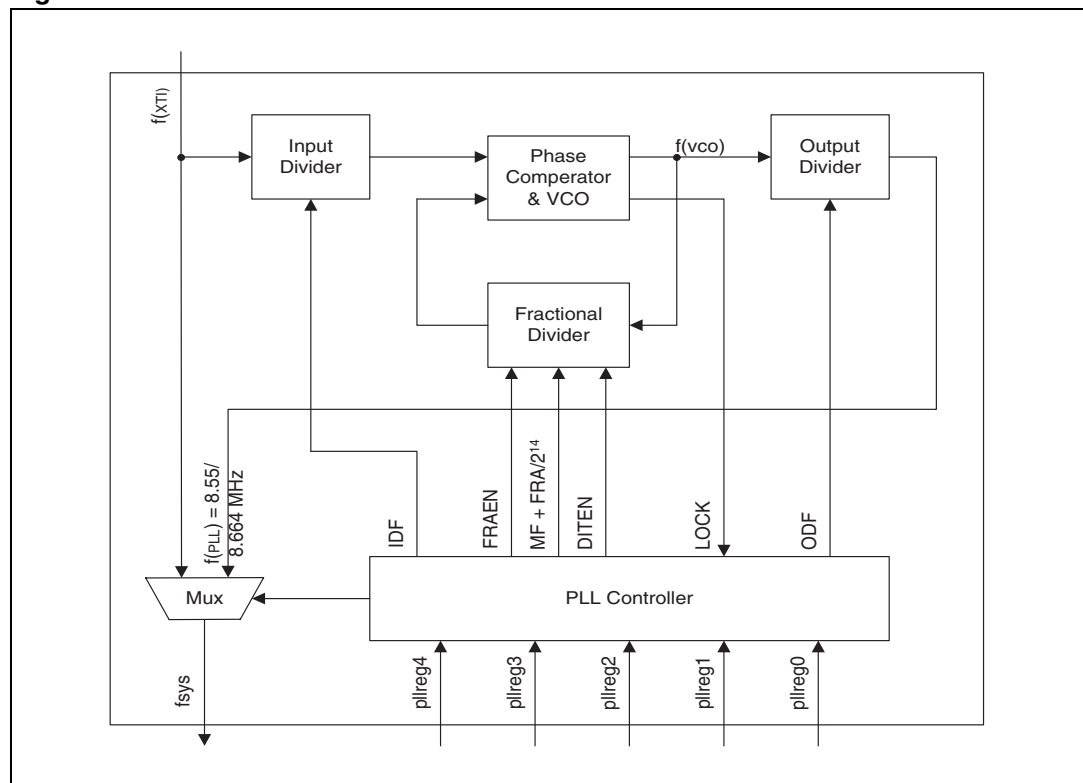 f(XTI)
Input
Divider
Phase
Comperator
& VCO
f(vco)
Output
Divider
Fractional
Divider
f(PLL) = 8.55/
8.664 MHz
IDF
FRAEN
MF + FRA/2¹⁴
DITEN
LOCK
ODF
Mux
PLL Controller
fsys
pllreg4
pllreg3
pllreg2
pllreg1
pllreg0